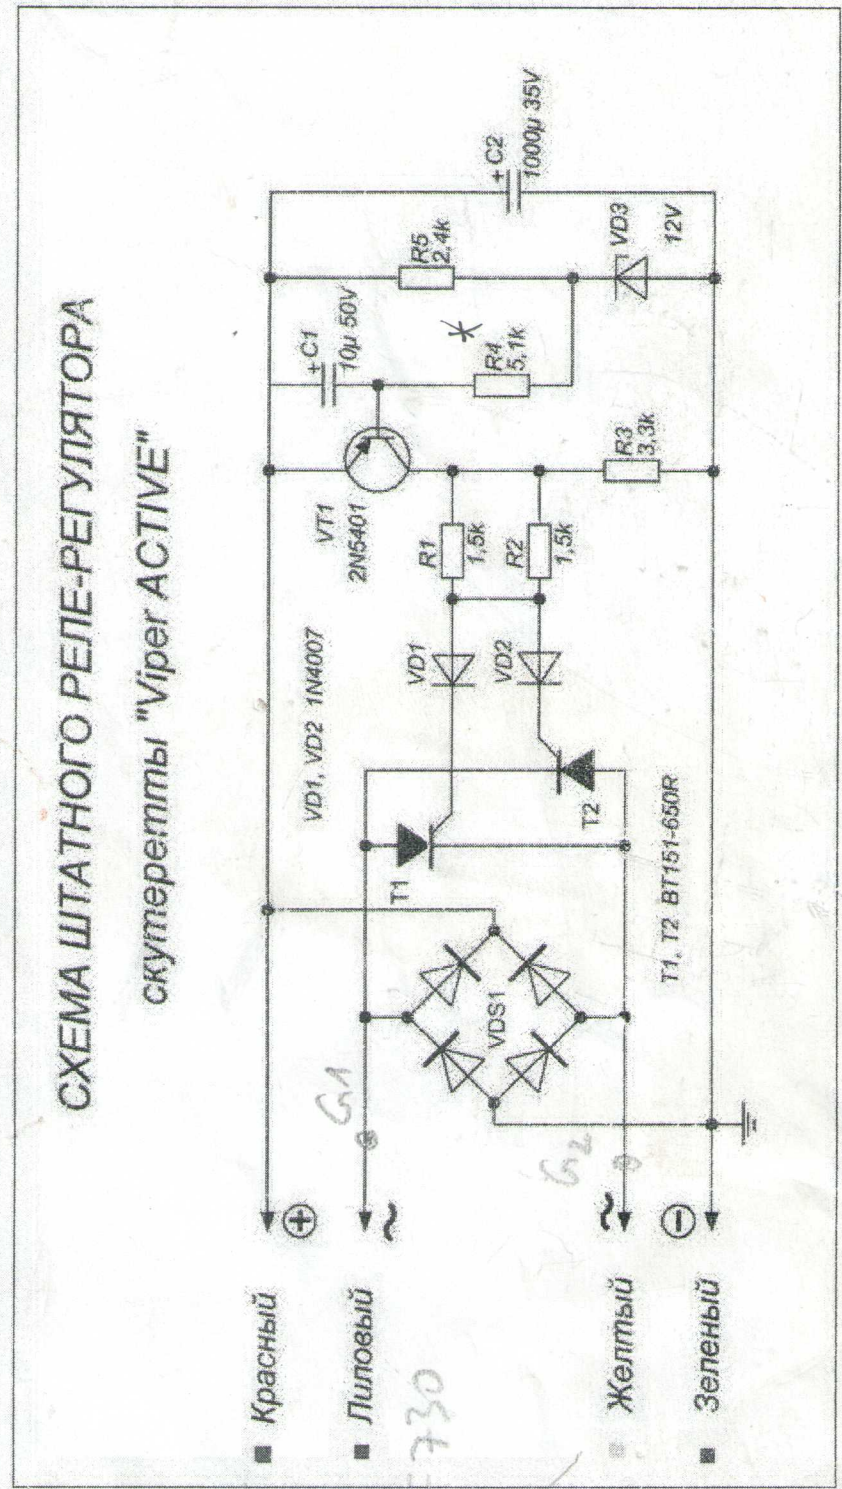 СХЕМА ШТАТНОГО РЕЛЕ-РЕГУЛЯТОРА
скутеретты "Viper ACTIVE"
VD1, VD2 1N4007
VT1
2N5401
+C1
10µ 50V
R5
2,4k
+C2
1000µ 35V
*
R4
5,1k
R1
1,5k
R2
1,5k
R3
3,3k
VD3
12V
VD1
VD2
T1
T2
T1, T2 BT151-650R
VDS1
G1
G2
+
~
~
−
Красный
Лиловый
Желтый
Зеленый
730